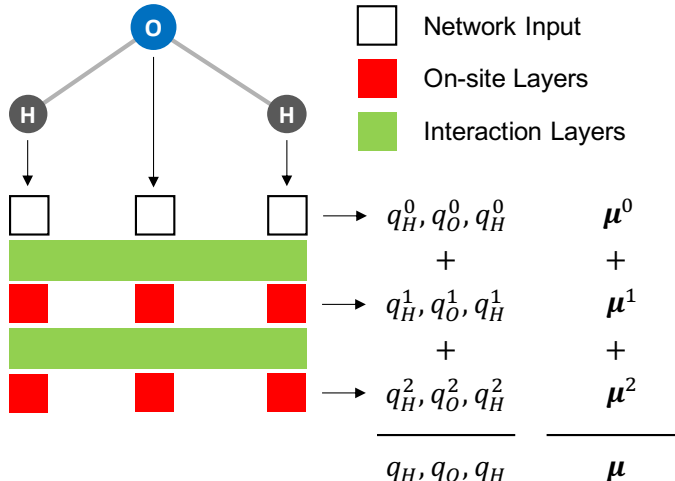 O
H H
Network Input
On-site Layers
Interaction Layers
q_H^0, q_O^0, q_H^0 μ^0
+ +
q_H^1, q_O^1, q_H^1 μ^1
+ +
q_H^2, q_O^2, q_H^2 μ^2
q_H, q_O, q_H μ